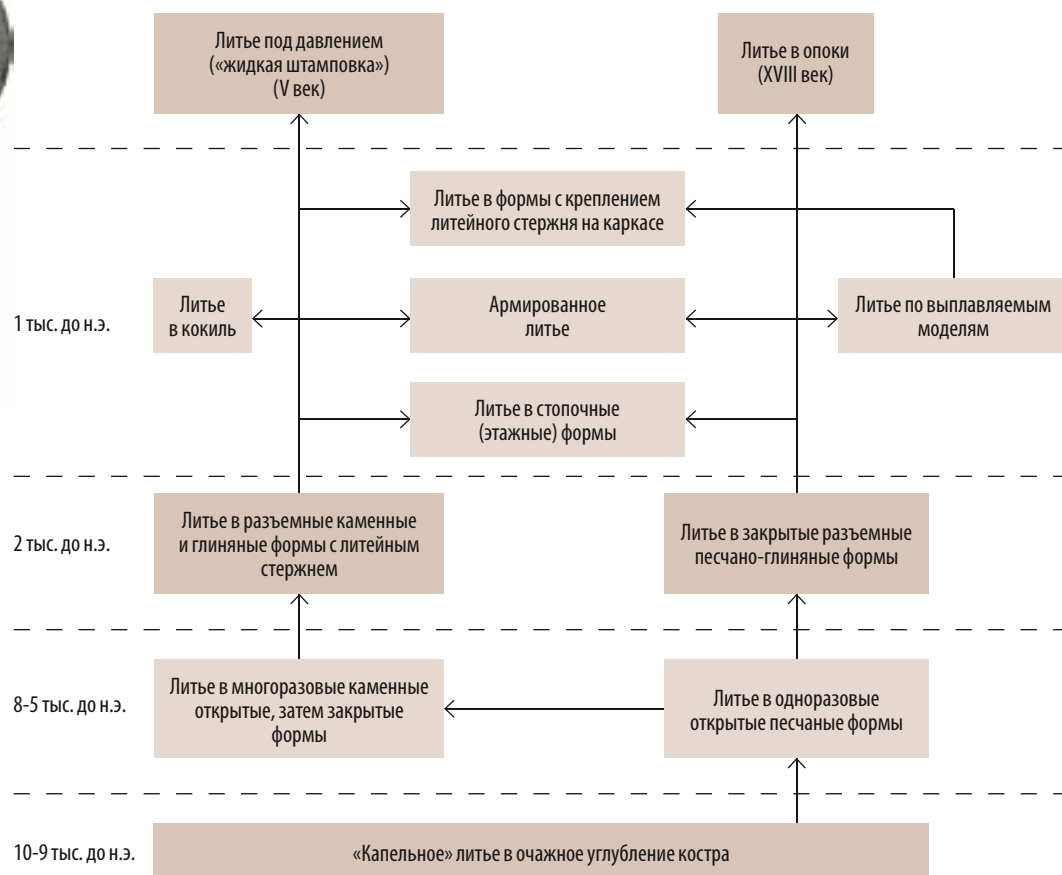 Литье под давлением
(«жидкая штамповка»)
(V век)
Литье в опоки
(XVIII век)
Литье в формы с креплением
литейного стержня на каркасе
1 тыс. до н.э.
Литье
в кокиль
Армированное
литье
Литье по выплавляемым
моделям
Литье в стопочные
(этажные) формы
2 тыс. до н.э.
Литье в разъемные каменные
и глиняные формы с литейным
стержнем
Литье в закрытые разъемные
песчано-глиняные формы
8-5 тыс. до н.э.
Литье в многоразовые каменные
открытые, затем закрытые
формы
Литье в одноразовые
открытые песчаные формы
10-9 тыс. до н.э.
«Капельное» литье в очажное углубление костра